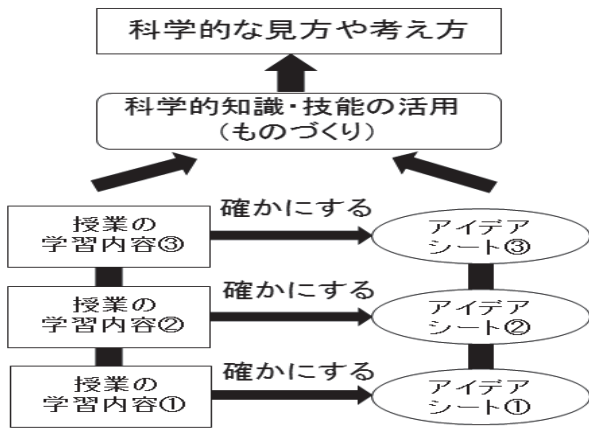 科学的な見方や考え方
科学的知識・技能の活用
(ものづくり)
授業の
学習内容③
確かにする
アイデア
シート③
授業の
学習内容②
確かにする
アイデア
シート②
授業の
学習内容①
確かにする
アイデア
シート①